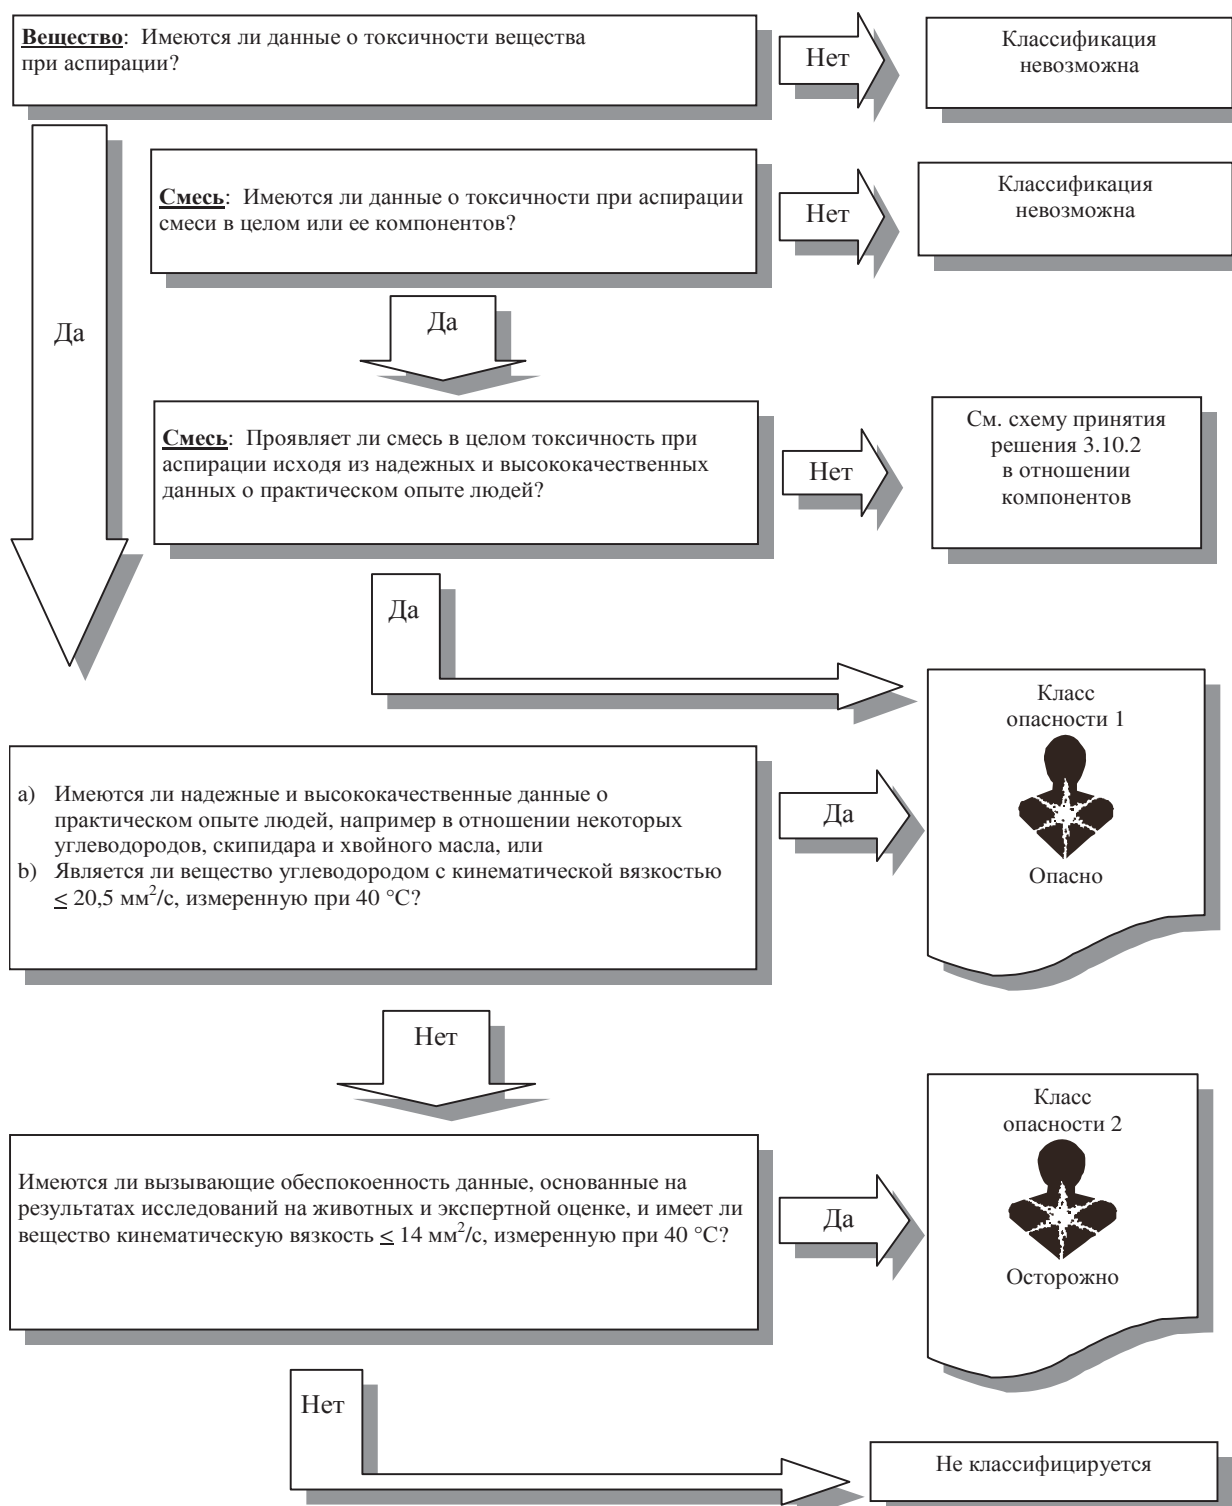 Вещество: Имеются ли данные о токсичности вещества
при аспирации?
Нет
Классификация
невозможна
Смесь: Имеются ли данные о токсичности при аспирации
смеси в целом или ее компонентов?
Нет
Классификация
невозможна
Да
Да
Смесь: Проявляет ли смесь в целом токсичность при
аспирации исходя из надежных и высококачественных
данных о практическом опыте людей?
Нет
См. схему принятия
решения 3.10.2
в отношении
компонентов
Да
Класс
опасности 1
Опасно
a) Имеются ли надежные и высококачественные данные о
практическом опыте людей, например в отношении некоторых
углеводородов, скипидара и хвойного масла, или
b) Является ли вещество углеводородом с кинематической вязкостью
≤ 20,5 мм²/с, измеренную при 40 °C?
Да
Нет
Класс
опасности 2
Осторожно
Имеются ли вызывающие обеспокоенность данные, основанные на
результатах исследований на животных и экспертной оценке, и имеет ли
вещество кинематическую вязкость ≤ 14 мм²/с, измеренную при 40 °C?
Да
Нет
Не классифицируется